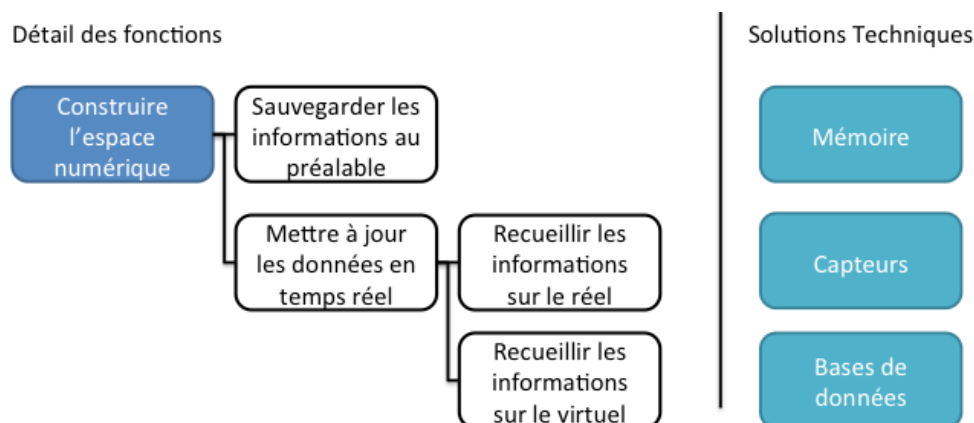 Détail des fonctions
Solutions Techniques
Construire
l'espace
numérique
Sauvegarder les
informations au
préalable
Mémoire
Mettre à jour
les données en
temps réel
Recueillir les
informations
sur le réel
Capteurs
Recueillir les
informations
sur le virtuel
Bases de
données